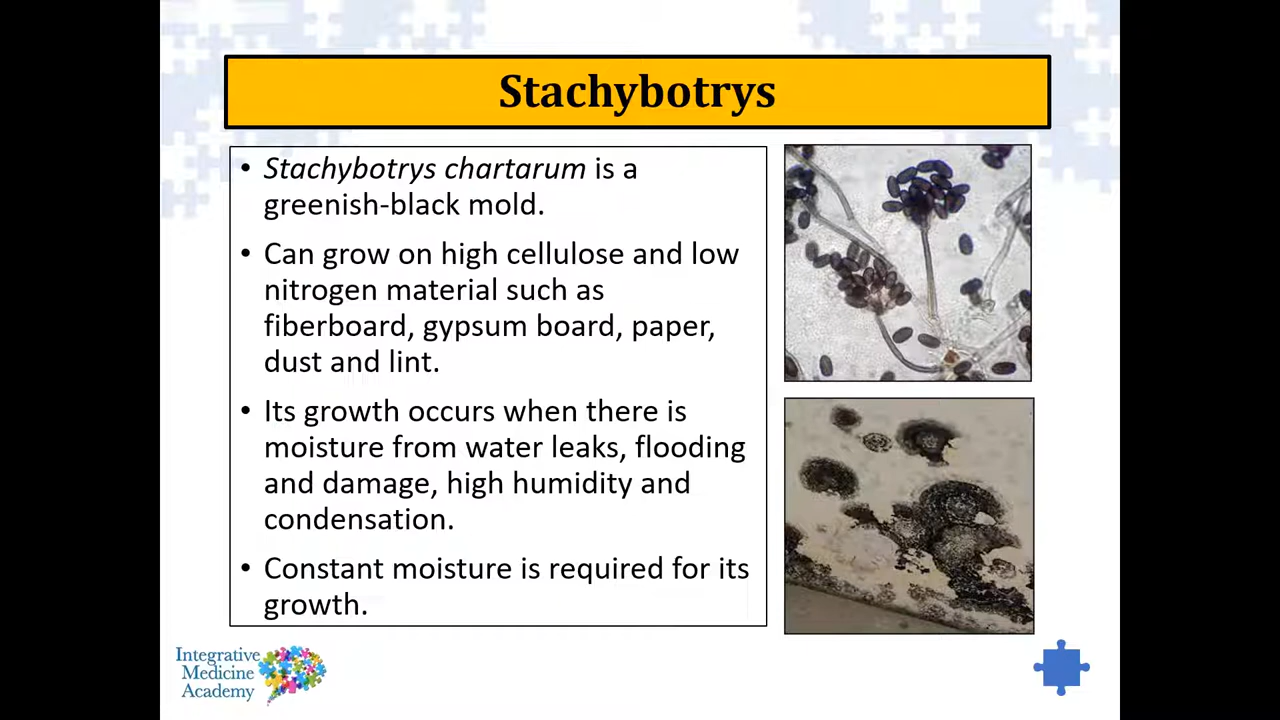 Stachybotrys
• Stachybotrys chartarum is a
greenish-black mold.
• Can grow on high cellulose and low
nitrogen material such as
fiberboard, gypsum board, paper,
dust and lint.
• Its growth occurs when there is
moisture from water leaks, flooding
and damage, high humidity and
condensation.
• Constant moisture is required for its
growth.
Integrative
Medicine
Academy